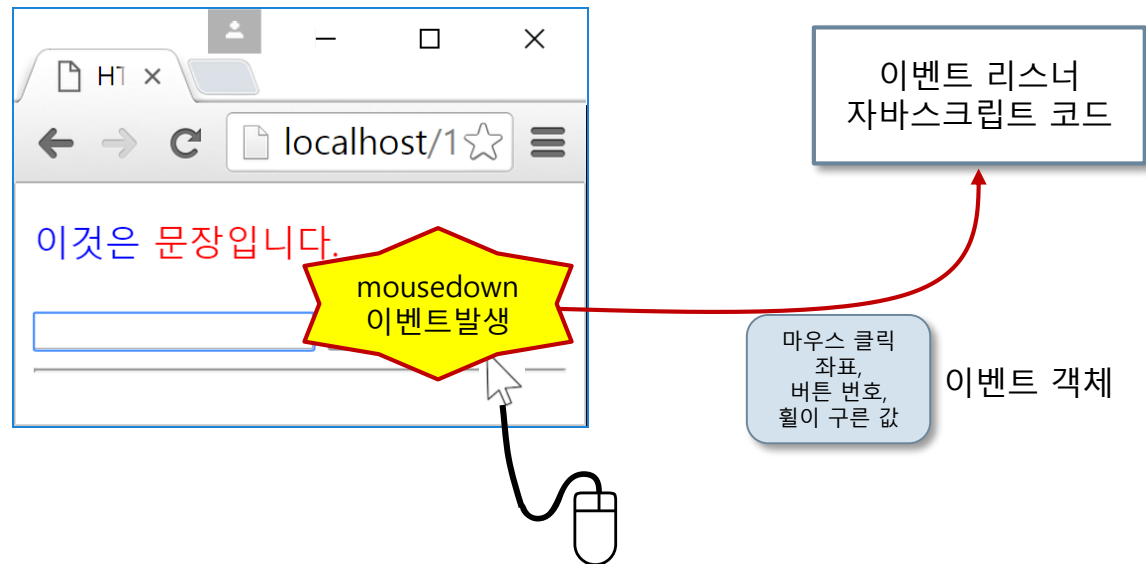 HT
localhost/1
이것은 문장입니다.
mousedown
이벤트발생
이벤트 리스너
자바스크립트 코드
마우스 클릭
좌표,
버튼 번호,
휠이 구른 값
이벤트 객체